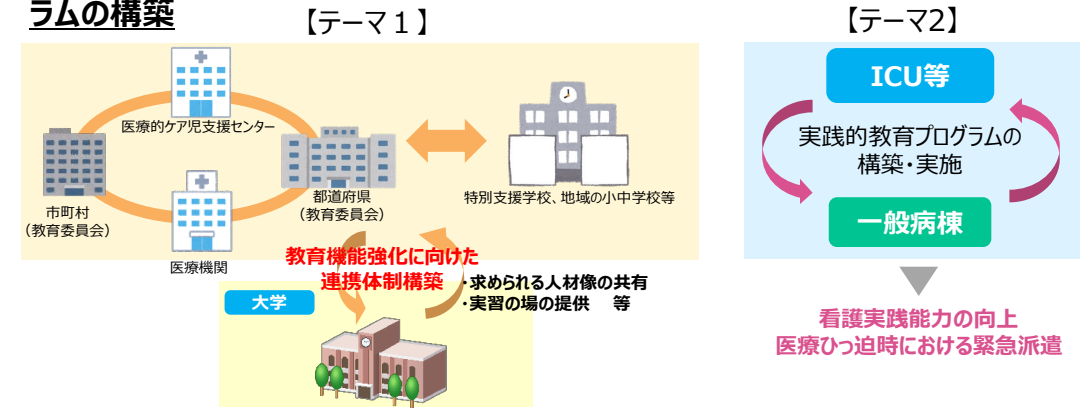 ラムの構築
【テーマ１】
医療的ケア児支援センター
市町村
（教育委員会）
都道府県
（教育委員会）
医療機関
特別支援学校、地域の小中学校等
教育機能強化に向けた
連携体制構築
・求められる人材像の共有
・実習の場の提供　等
大学
【テーマ2】
ICU等
実践的教育プログラムの
構築・実施
一般病棟
看護実践能力の向上
医療ひっ迫時における緊急派遣